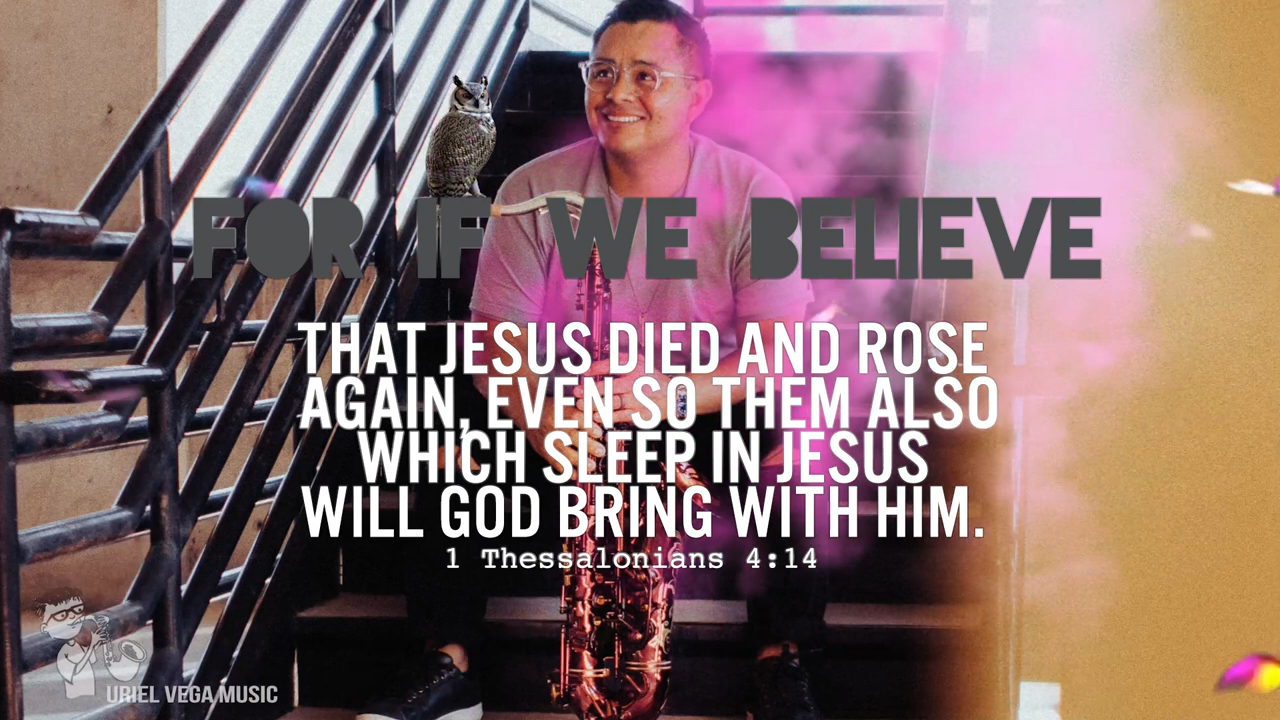 FOR IF WE BELIEVE
THAT JESUS DIED AND ROSE
AGAIN, EVEN SO THEM ALSO
WHICH SLEEP IN JESUS
WILL GOD BRING WITH HIM.
1 Thessalonians 4:14
URIEL VEGA MUSIC